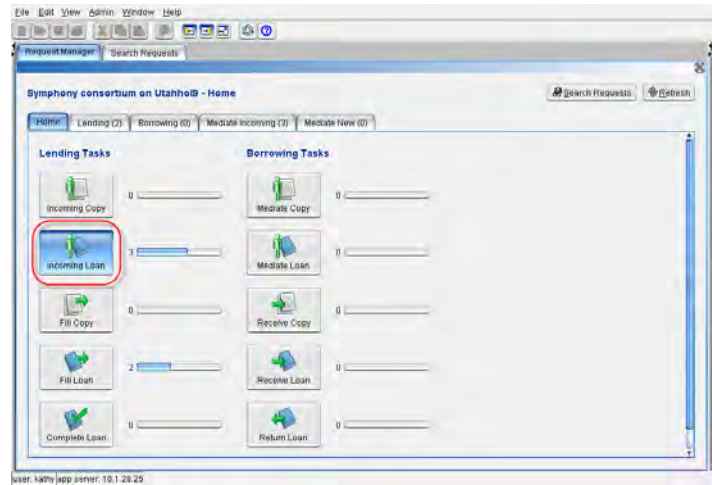 File Edit View Admin Window Help
Request Manager Search Requests
Symphony consortium on Utahhol9 - Home Search Requests Refresh
Home Lending (2) Borrowing (0) Mediate Incoming (3) Mediate New (0)
Lending Tasks Borrowing Tasks
Incoming Copy 0 Mediate Copy 0
Incoming Loan 3 Mediate Loan 0
Fill Copy 0 Receive Copy 0
Fill Loan 2 Receive Loan 0
Complete Loan 0 Return Loan 0
user: kathy app server: 10.1.28.25